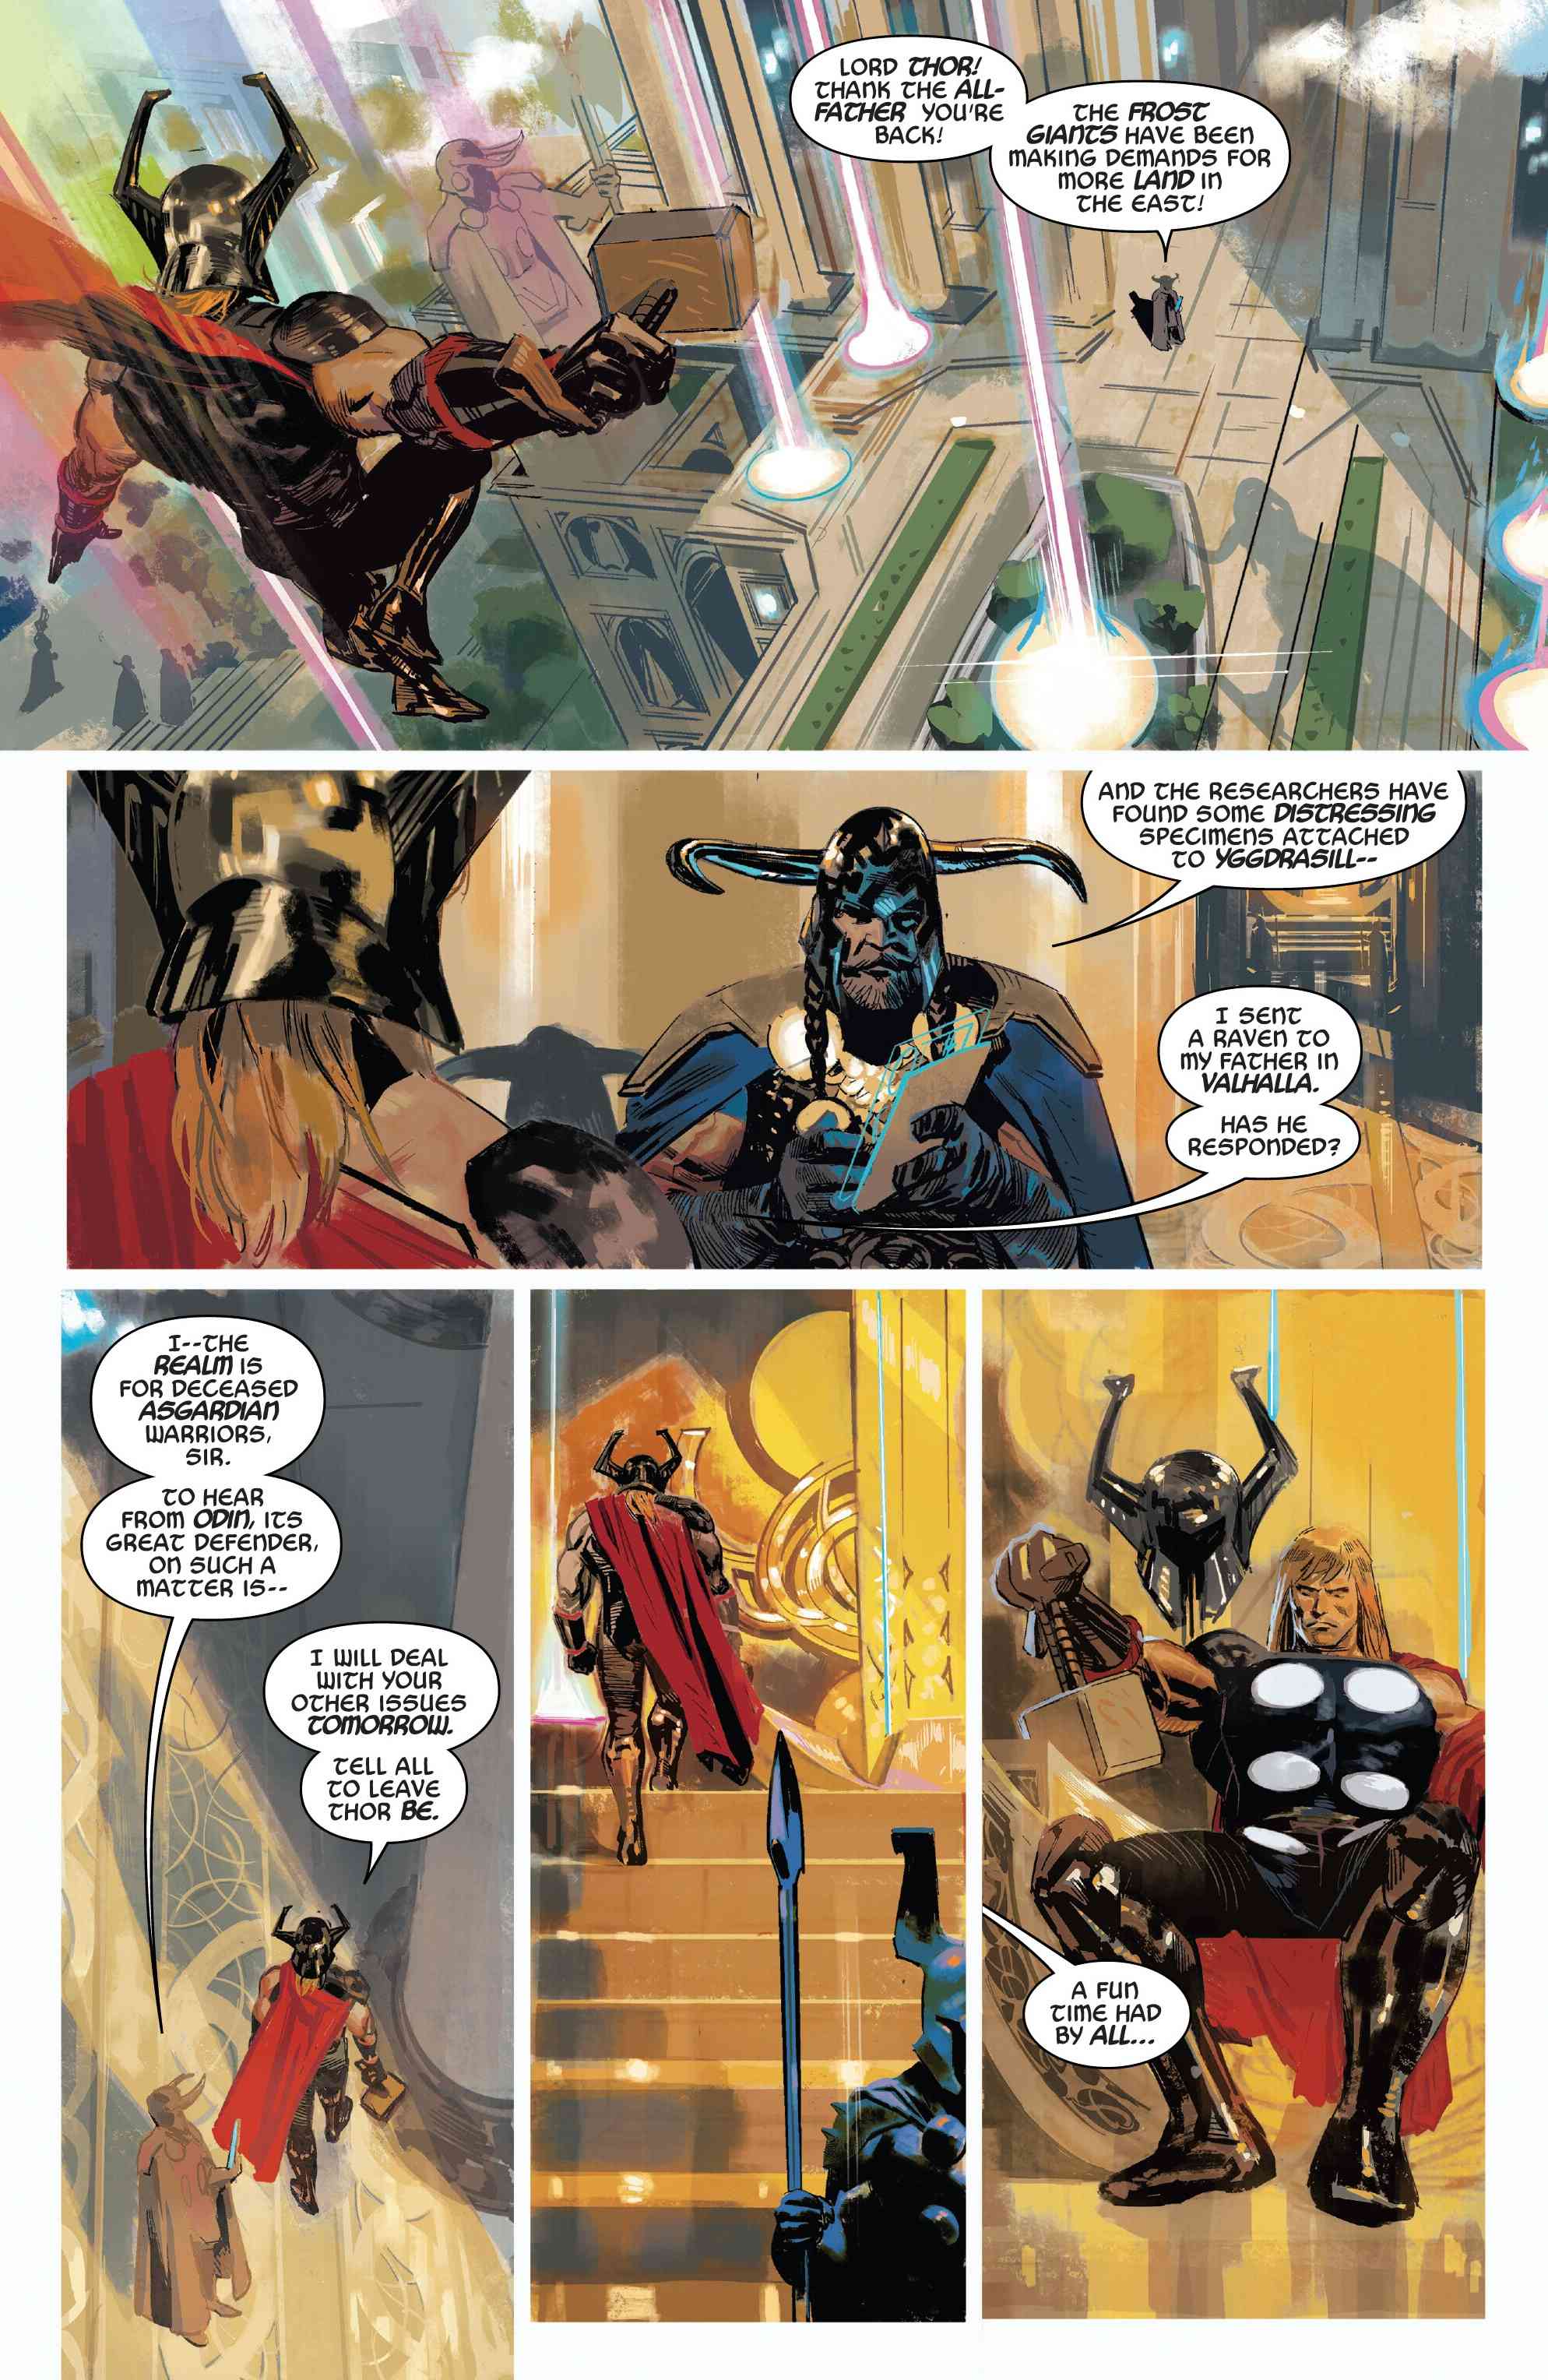 LORD THOR!
THANK THE ALL-
FATHER YOU'RE
BACK!
THE FROST
GIANTS HAVE BEEN
MAKING DEMANDS FOR
MORE LAND IN
THE EAST!
AND THE RESEARCHERS HAVE
FOUND SOME DISTRESSING
SPECIMENS ATTACHED
TO YGGDRASILL--
I SENT
A RAVEN TO
MY FATHER IN
VALHALLA.
HAS HE
RESPONDED?
I--THE
REALM IS
FOR DECEASED
ASGARDIAN
WARRIORS,
SIR.
TO HEAR
FROM ODIN, ITS
GREAT DEFENDER,
ON SUCH A
MATTER IS--
I WILL DEAL
WITH YOUR
OTHER ISSUES
TOMORROW.
TELL ALL
TO LEAVE
THOR BE.
A FUN
TIME HAD
BY ALL...